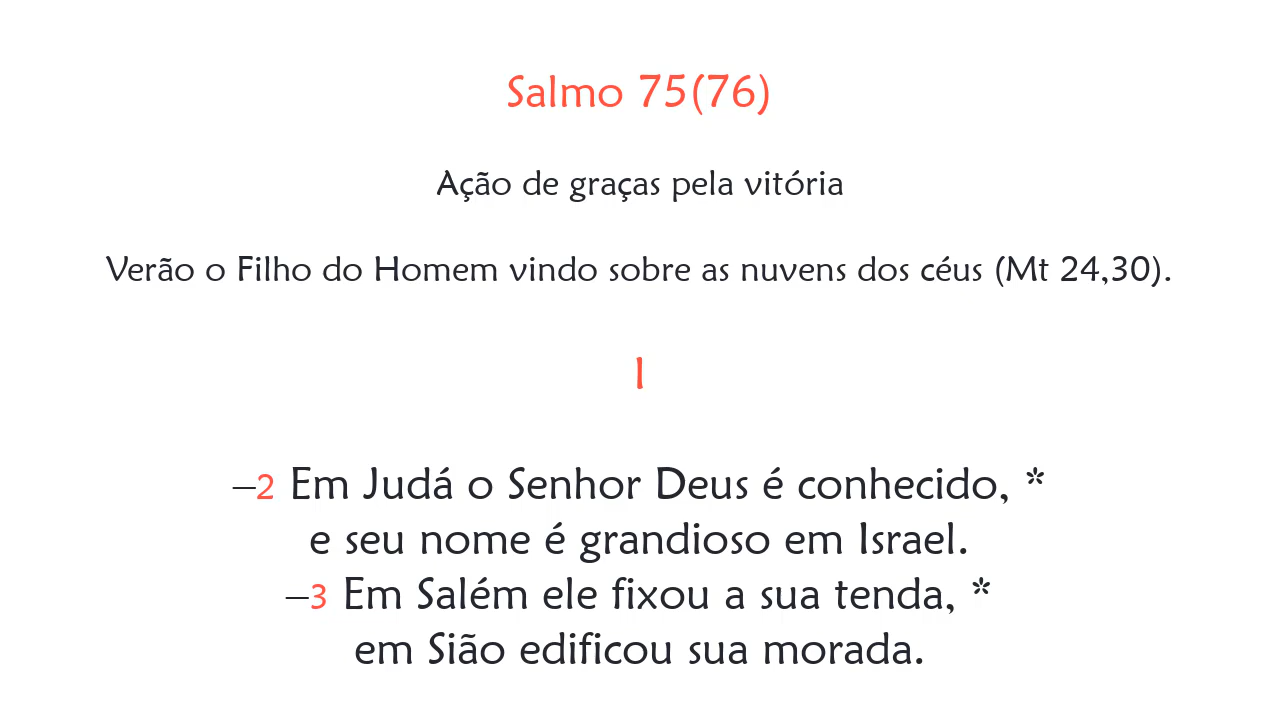 Salmo 75(76)
Ação de graças pela vitória
Verão o Filho do Homem vindo sobre as nuvens dos céus (Mt 24,30).
I
–2 Em Judá o Senhor Deus é conhecido, *
e seu nome é grandioso em Israel.
–3 Em Salém ele fixou a sua tenda, *
em Sião edificou sua morada.